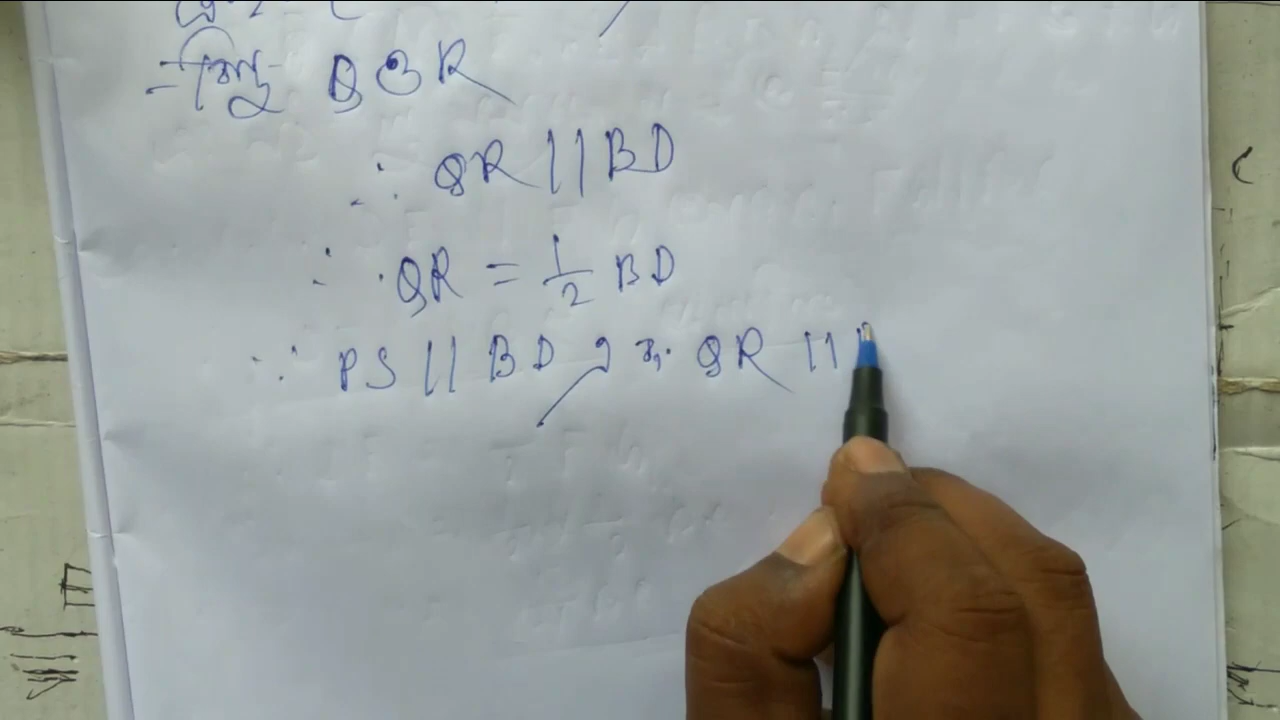 বিন্দু Q ও R
∴ QR || BD
∴ QR = 1/2 BD
∵ PS || BD এবং QR ||